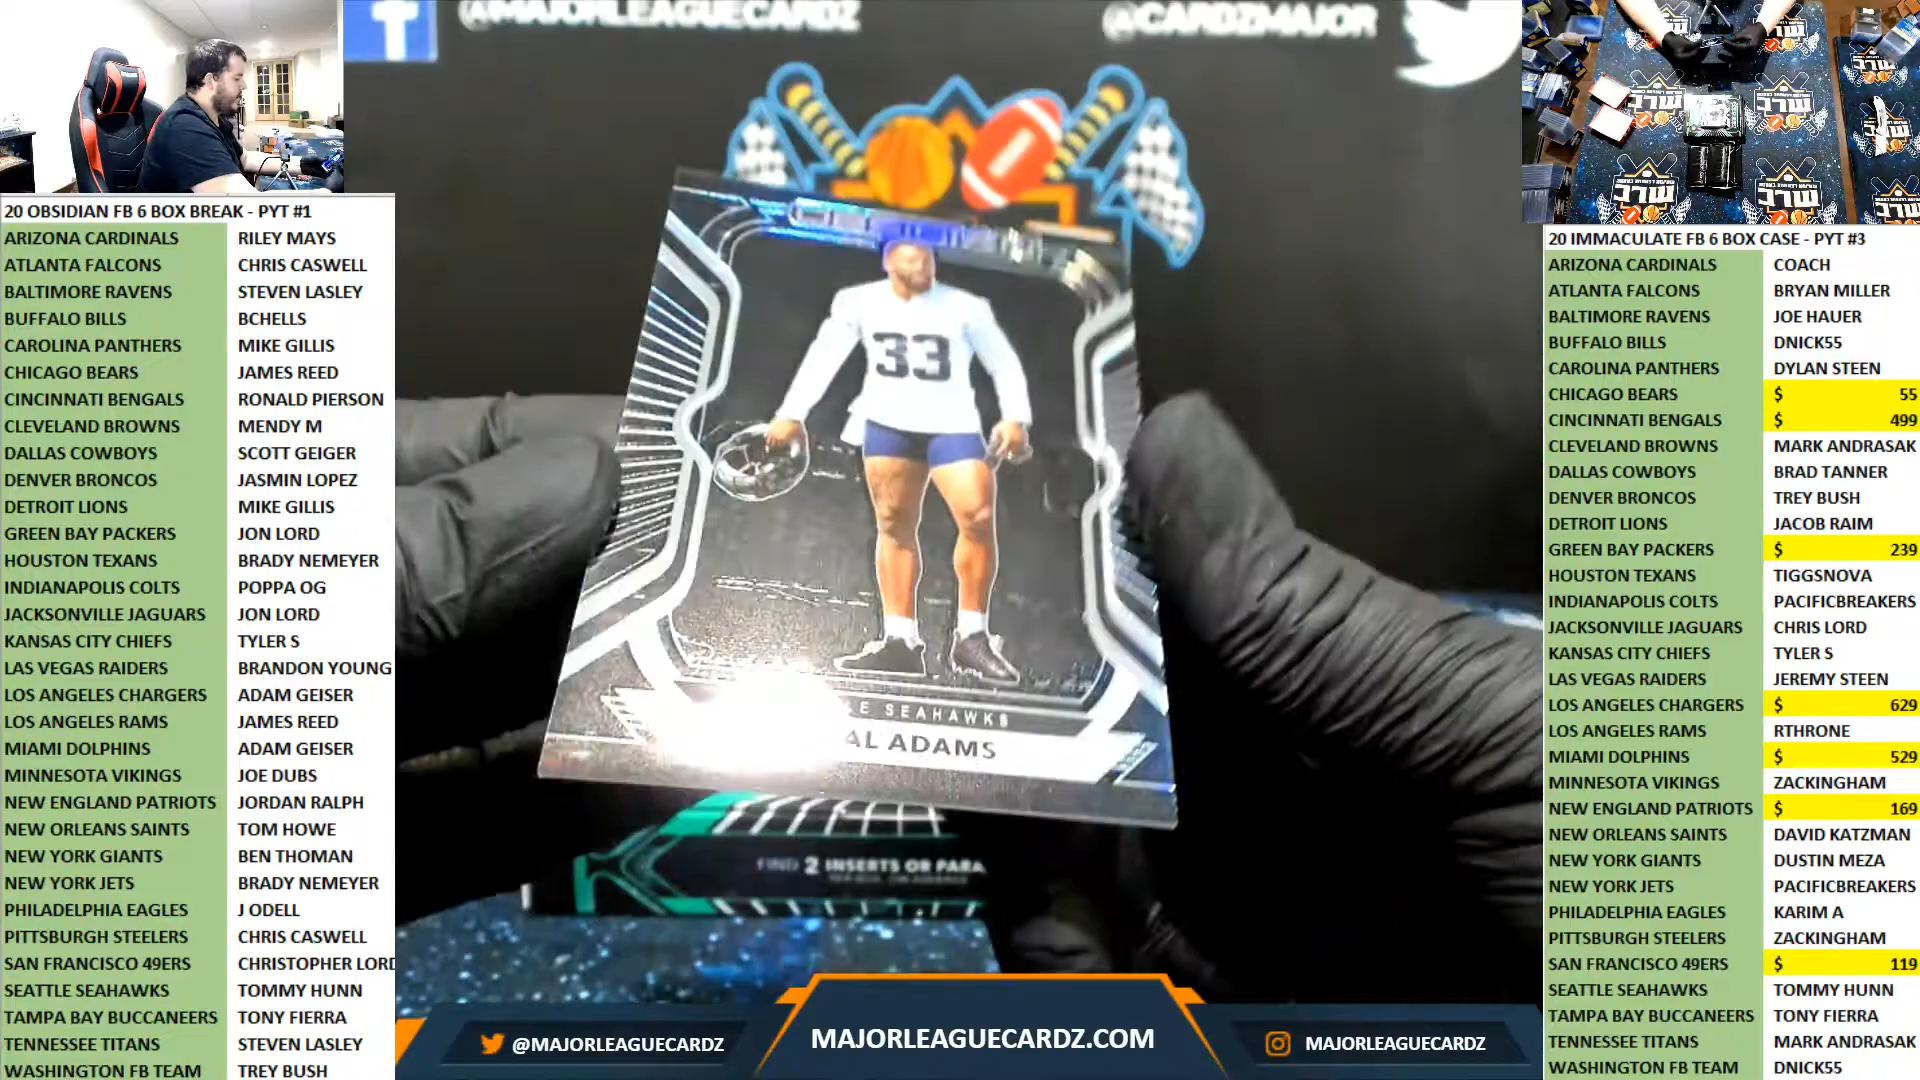 @MAJORLEAGUECARDZ
@CARDZMAJOR
20 OBSIDIAN FB 6 BOX BREAK - PYT #1
ARIZONA CARDINALS RILEY MAYS
ATLANTA FALCONS CHRIS CASWELL
BALTIMORE RAVENS STEVEN LASLEY
BUFFALO BILLS BCHELLS
CAROLINA PANTHERS MIKE GILLIS
CHICAGO BEARS JAMES REED
CINCINNATI BENGALS RONALD PIERSON
CLEVELAND BROWNS MENDY M
DALLAS COWBOYS SCOTT GEIGER
DENVER BRONCOS JASMIN LOPEZ
DETROIT LIONS MIKE GILLIS
GREEN BAY PACKERS JON LORD
HOUSTON TEXANS BRADY NEMEYER
INDIANAPOLIS COLTS POPPA OG
JACKSONVILLE JAGUARS JON LORD
KANSAS CITY CHIEFS TYLER S
LAS VEGAS RAIDERS BRANDON YOUNG
LOS ANGELES CHARGERS ADAM GEISER
LOS ANGELES RAMS JAMES REED
MIAMI DOLPHINS ADAM GEISER
MINNESOTA VIKINGS JOE DUBS
NEW ENGLAND PATRIOTS JORDAN RALPH
NEW ORLEANS SAINTS TOM HOWE
NEW YORK GIANTS BEN THOMAN
NEW YORK JETS BRADY NEMEYER
PHILADELPHIA EAGLES J ODELL
PITTSBURGH STEELERS CHRIS CASWELL
SAN FRANCISCO 49ERS CHRISTOPHER LORD
SEATTLE SEAHAWKS TOMMY HUNN
TAMPA BAY BUCCANEERS TONY FIERRA
TENNESSEE TITANS STEVEN LASLEY
WASHINGTON FB TEAM TREY BUSH
33
E SEAHAWKS
AL ADAMS
FIND 2 INSERTS OR PARA
@MAJORLEAGUECARDZ
MAJORLEAGUECARDZ.COM
MAJORLEAGUECARDZ
20 IMMACULATE FB 6 BOX CASE - PYT #3
ARIZONA CARDINALS COACH
ATLANTA FALCONS BRYAN MILLER
BALTIMORE RAVENS JOE HAUER
BUFFALO BILLS DNICK55
CAROLINA PANTHERS DYLAN STEEN
CHICAGO BEARS $ 55
CINCINNATI BENGALS $ 499
CLEVELAND BROWNS MARK ANDRASAK
DALLAS COWBOYS BRAD TANNER
DENVER BRONCOS TREY BUSH
DETROIT LIONS JACOB RAIM
GREEN BAY PACKERS $ 239
HOUSTON TEXANS TIGGSNOVA
INDIANAPOLIS COLTS PACIFICBREAKERS
JACKSONVILLE JAGUARS CHRIS LORD
KANSAS CITY CHIEFS TYLER S
LAS VEGAS RAIDERS JEREMY STEEN
LOS ANGELES CHARGERS $ 629
LOS ANGELES RAMS RTHRONE
MIAMI DOLPHINS $ 529
MINNESOTA VIKINGS ZACKINGHAM
NEW ENGLAND PATRIOTS $ 169
NEW ORLEANS SAINTS DAVID KATZMAN
NEW YORK GIANTS DUSTIN MEZA
NEW YORK JETS PACIFICBREAKERS
PHILADELPHIA EAGLES KARIM A
PITTSBURGH STEELERS ZACKINGHAM
SAN FRANCISCO 49ERS $ 119
SEATTLE SEAHAWKS TOMMY HUNN
TAMPA BAY BUCCANEERS TONY FIERRA
TENNESSEE TITANS MARK ANDRASAK
WASHINGTON FB TEAM DNICK55